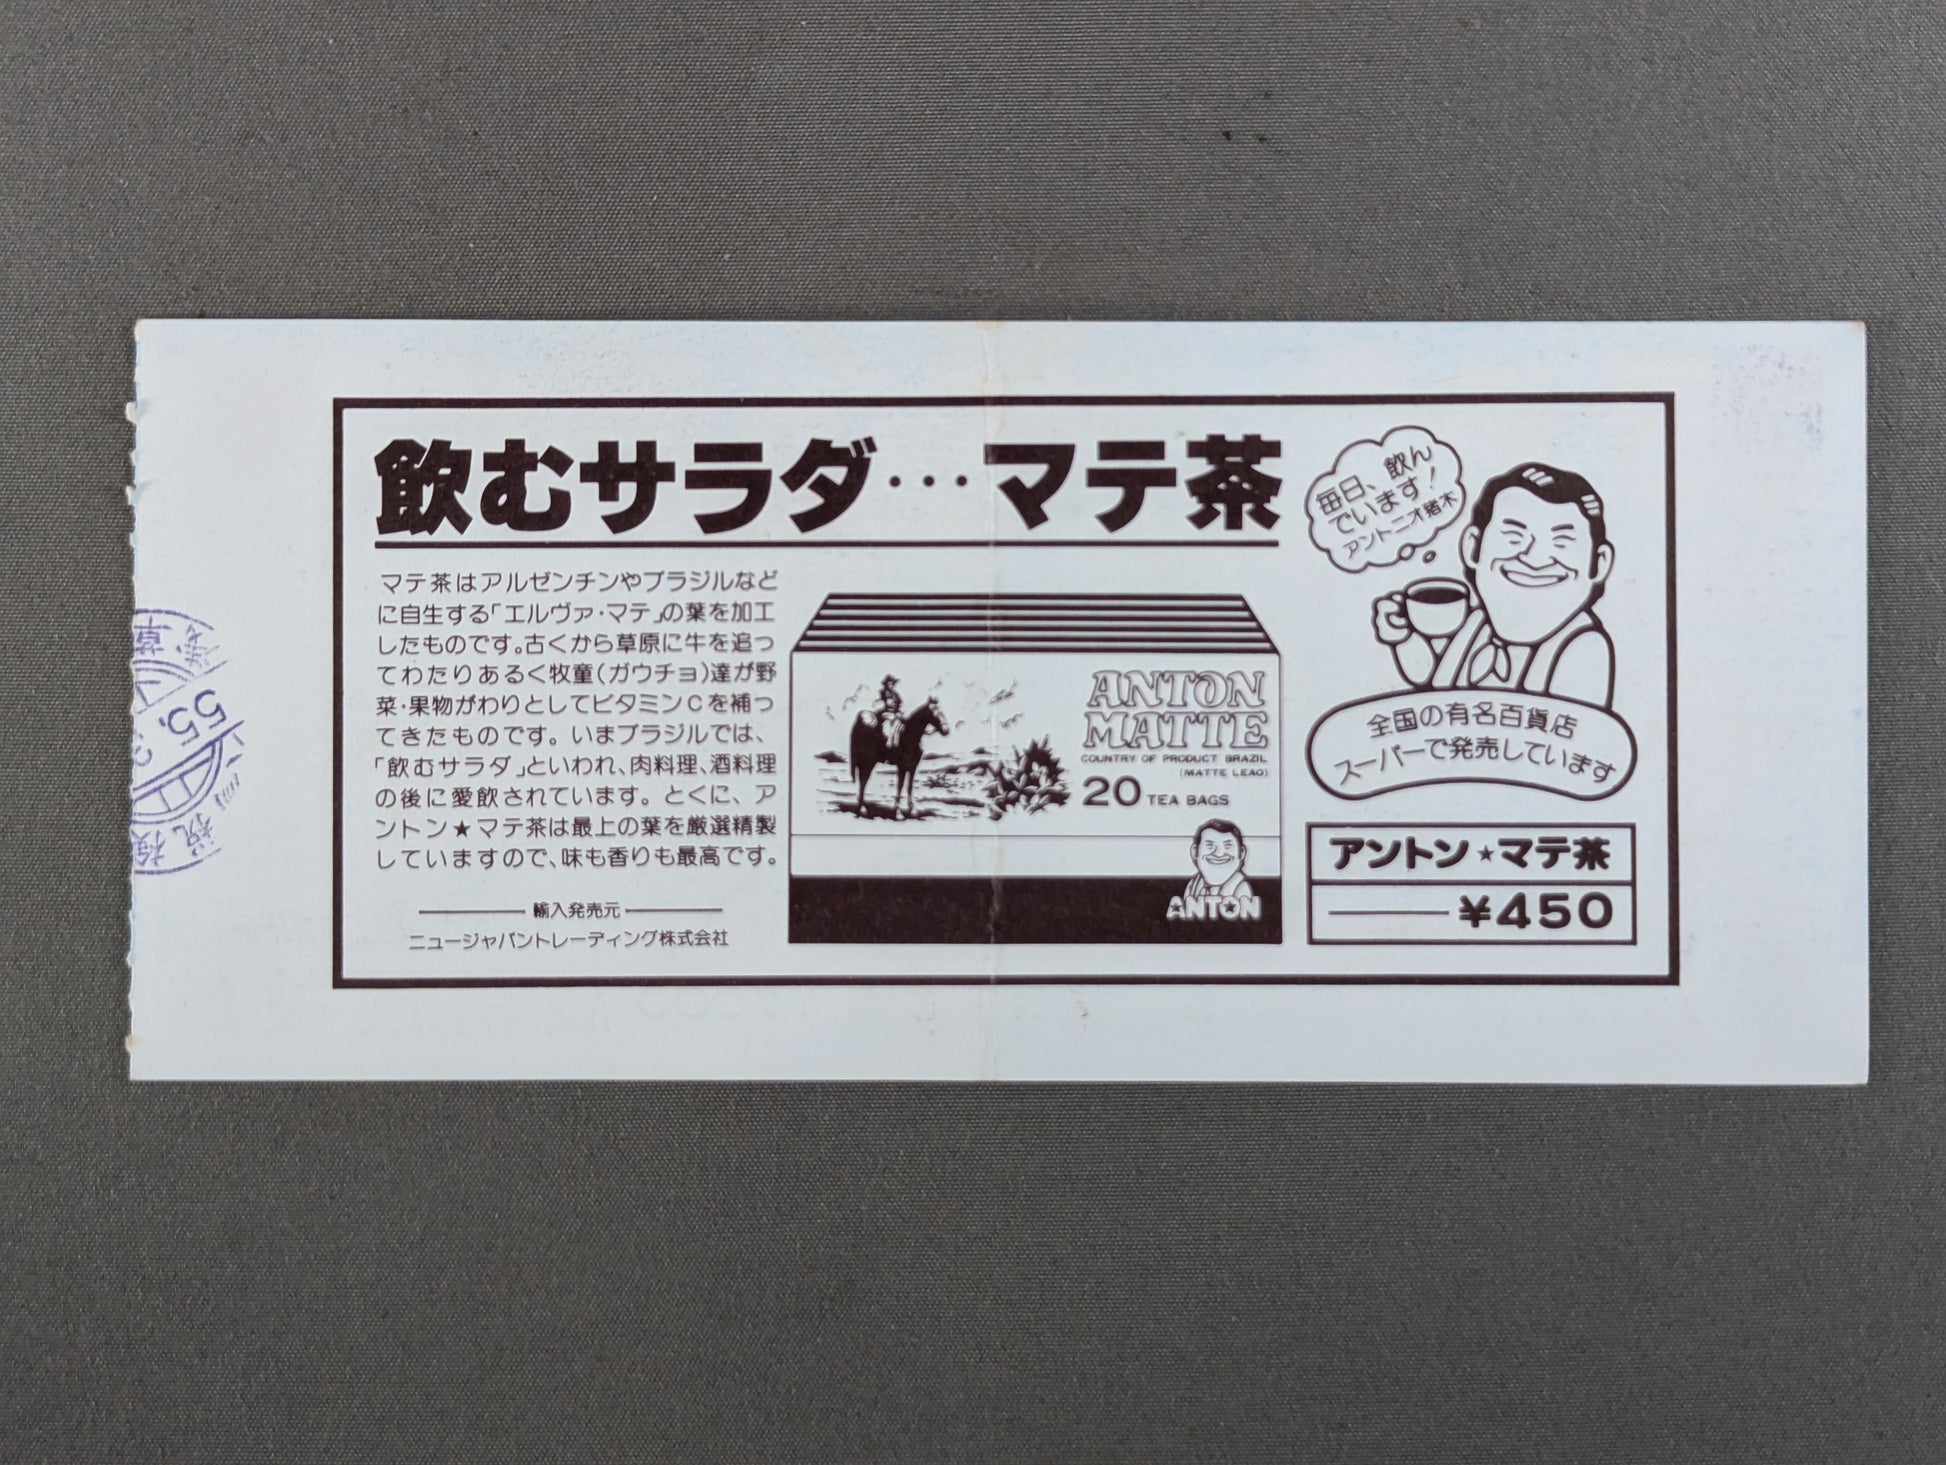 飲むサラダ…マテ茶
マテ茶はアルゼンチンやブラジルなど
に自生する「エルヴァ・マテ」の葉を加工
したものです。古くから草原に牛を追っ
てわたりあるく牧童(ガウチョ)達が野
菜・果物がわりとしてビタミンCを補っ
てきたものです。いまブラジルでは、
「飲むサラダ」といわれ、肉料理、酒料理
の後に愛飲されています。とくに、ア
ントン★マテ茶は最上の葉を厳選精製
していますので、味も香りも最高です。
輸入発売元
ニュージャパントレーディング株式会社
ANTON
MATTE
COUNTRY OF PRODUCT BRAZIL
(MATTE LEAO)
20 TEA BAGS
★ANTON
毎日、飲ん
でいます!
アントニオ猪木
全国の有名百貨店
スーパーで発売しています
アントン★マテ茶
¥450
55.